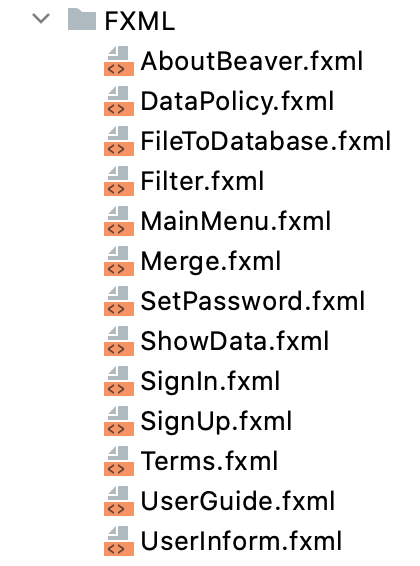 FXML
AboutBeaver.fxml
DataPolicy.fxml
FileToDatabase.fxml
Filter.fxml
MainMenu.fxml
Merge.fxml
SetPassword.fxml
ShowData.fxml
SignIn.fxml
SignUp.fxml
Terms.fxml
UserGuide.fxml
UserInform.fxml